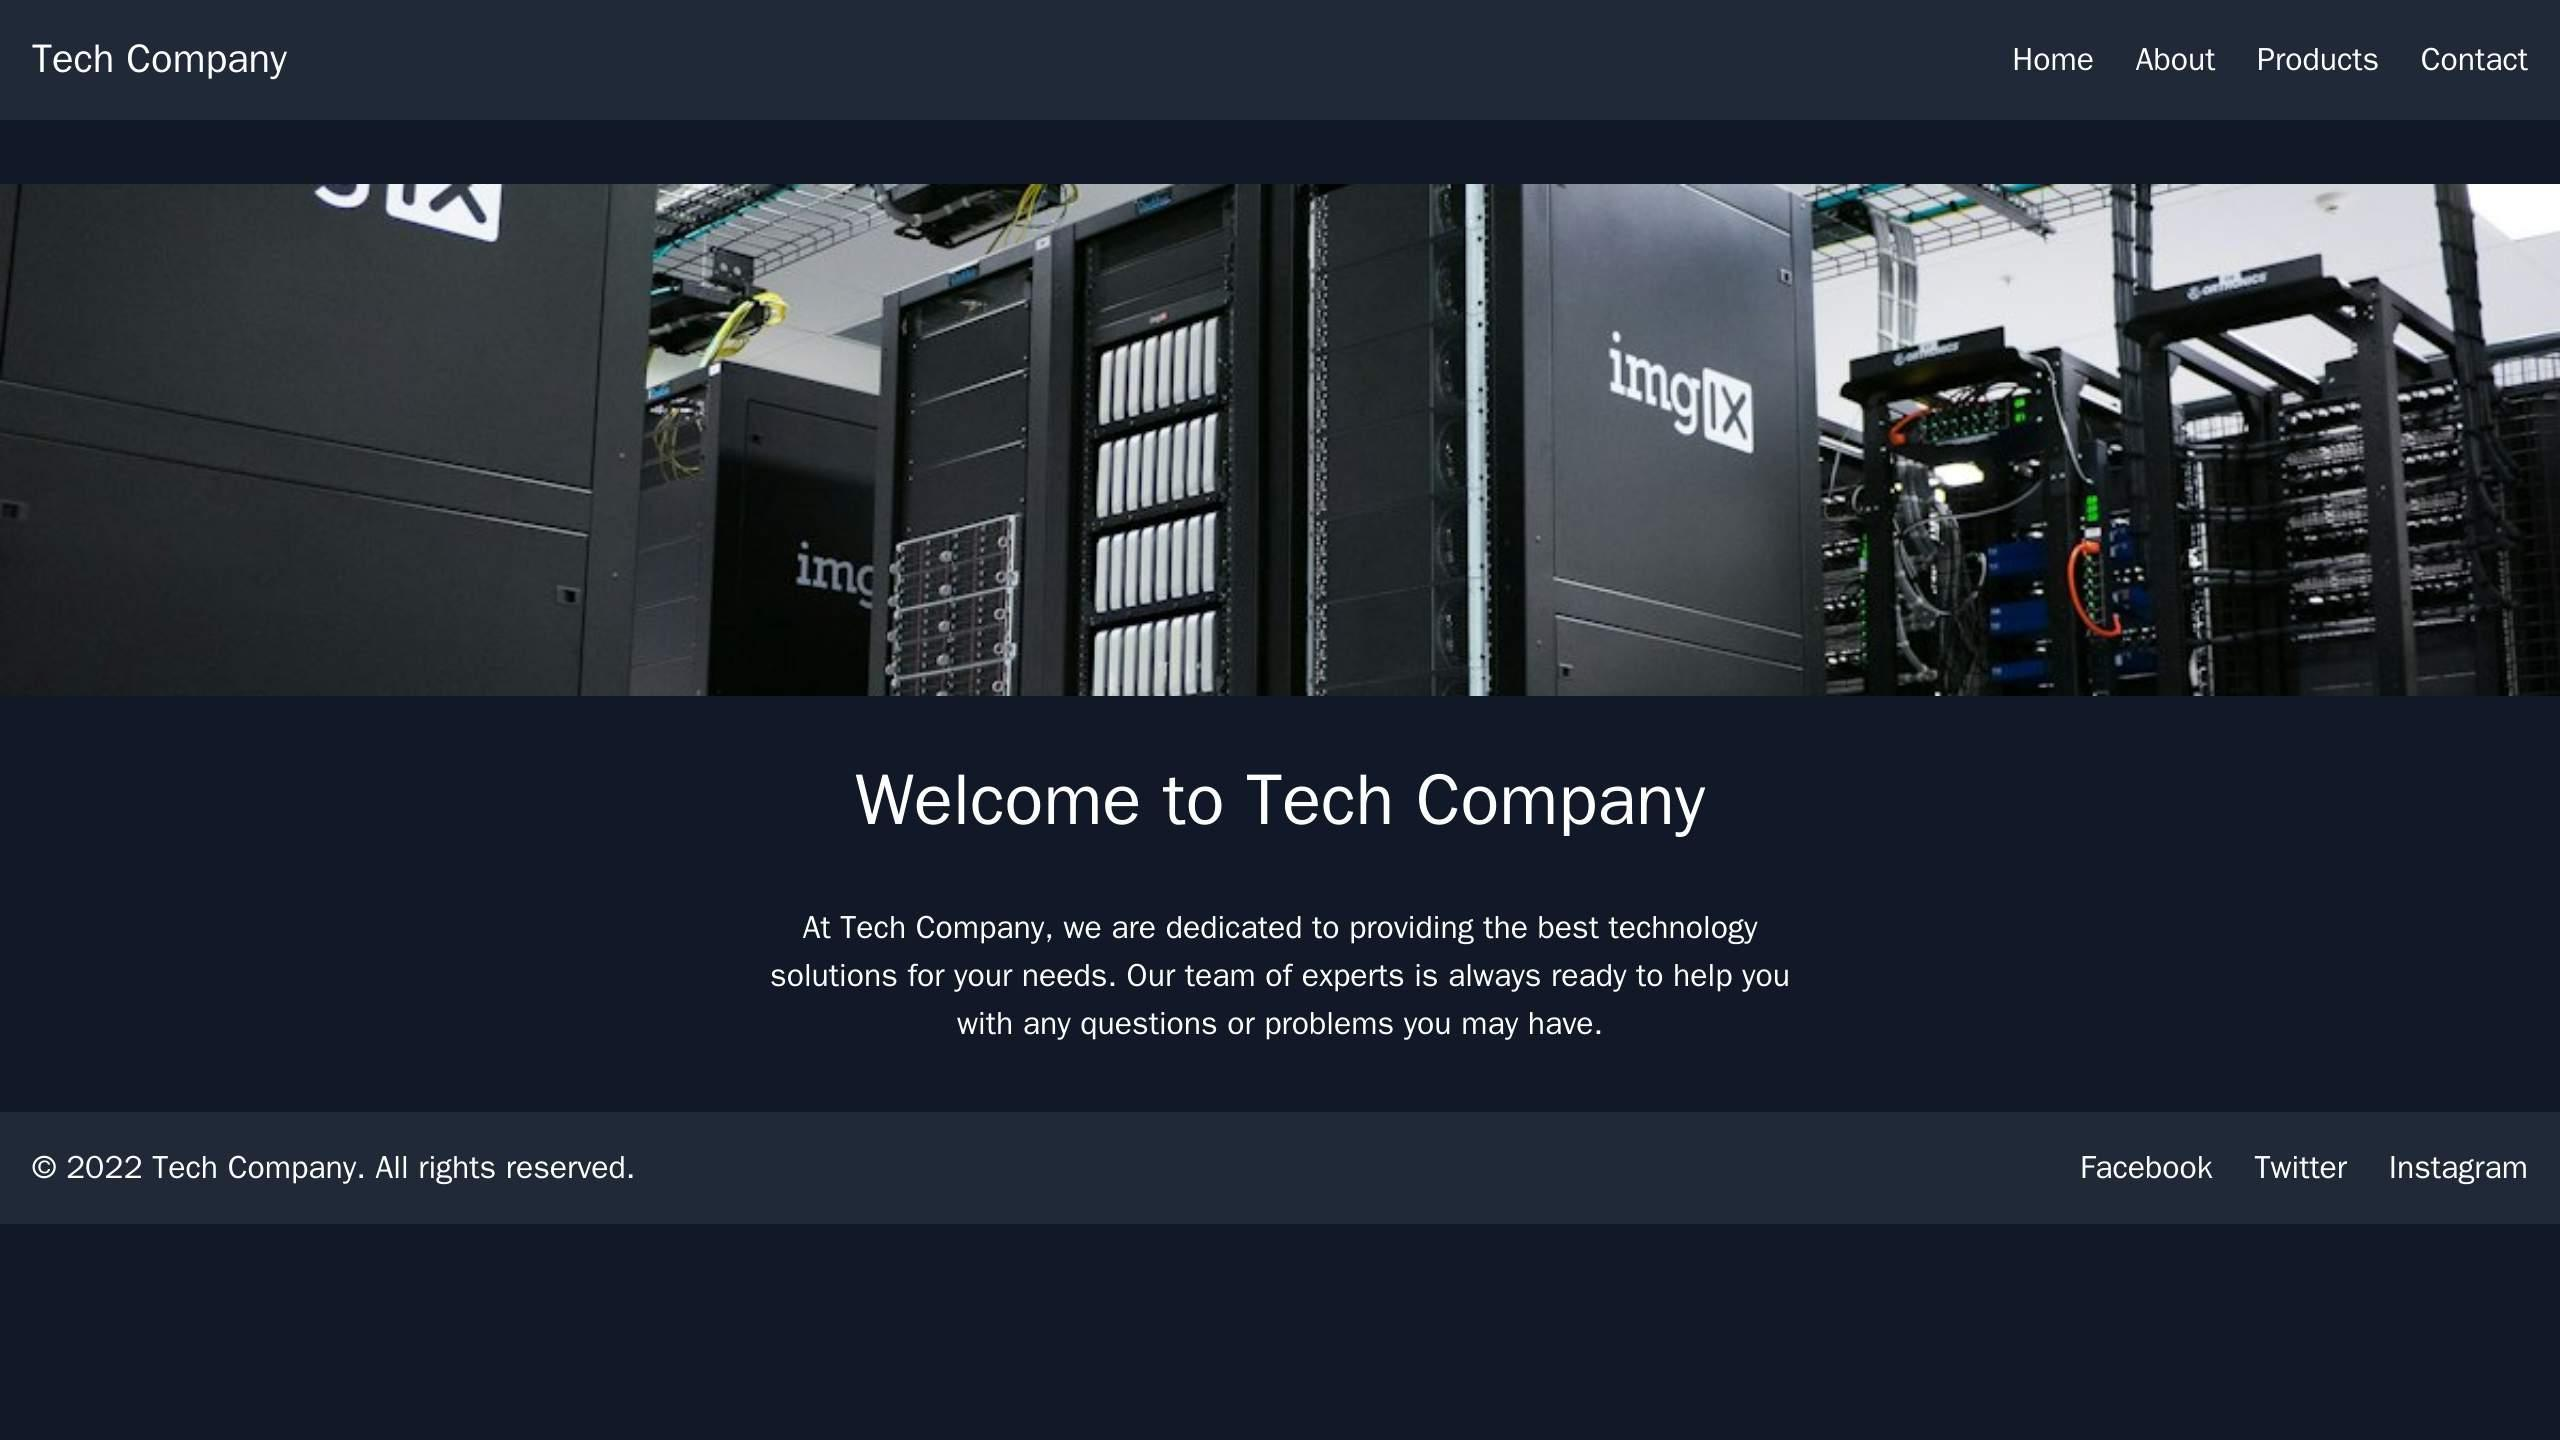 Tech Company
Home About Products Contact
imgIX
imgIX
img
Welcome to Tech Company
At Tech Company, we are dedicated to providing the best technology
solutions for your needs. Our team of experts is always ready to help you
with any questions or problems you may have.
© 2022 Tech Company. All rights reserved.
Facebook Twitter Instagram